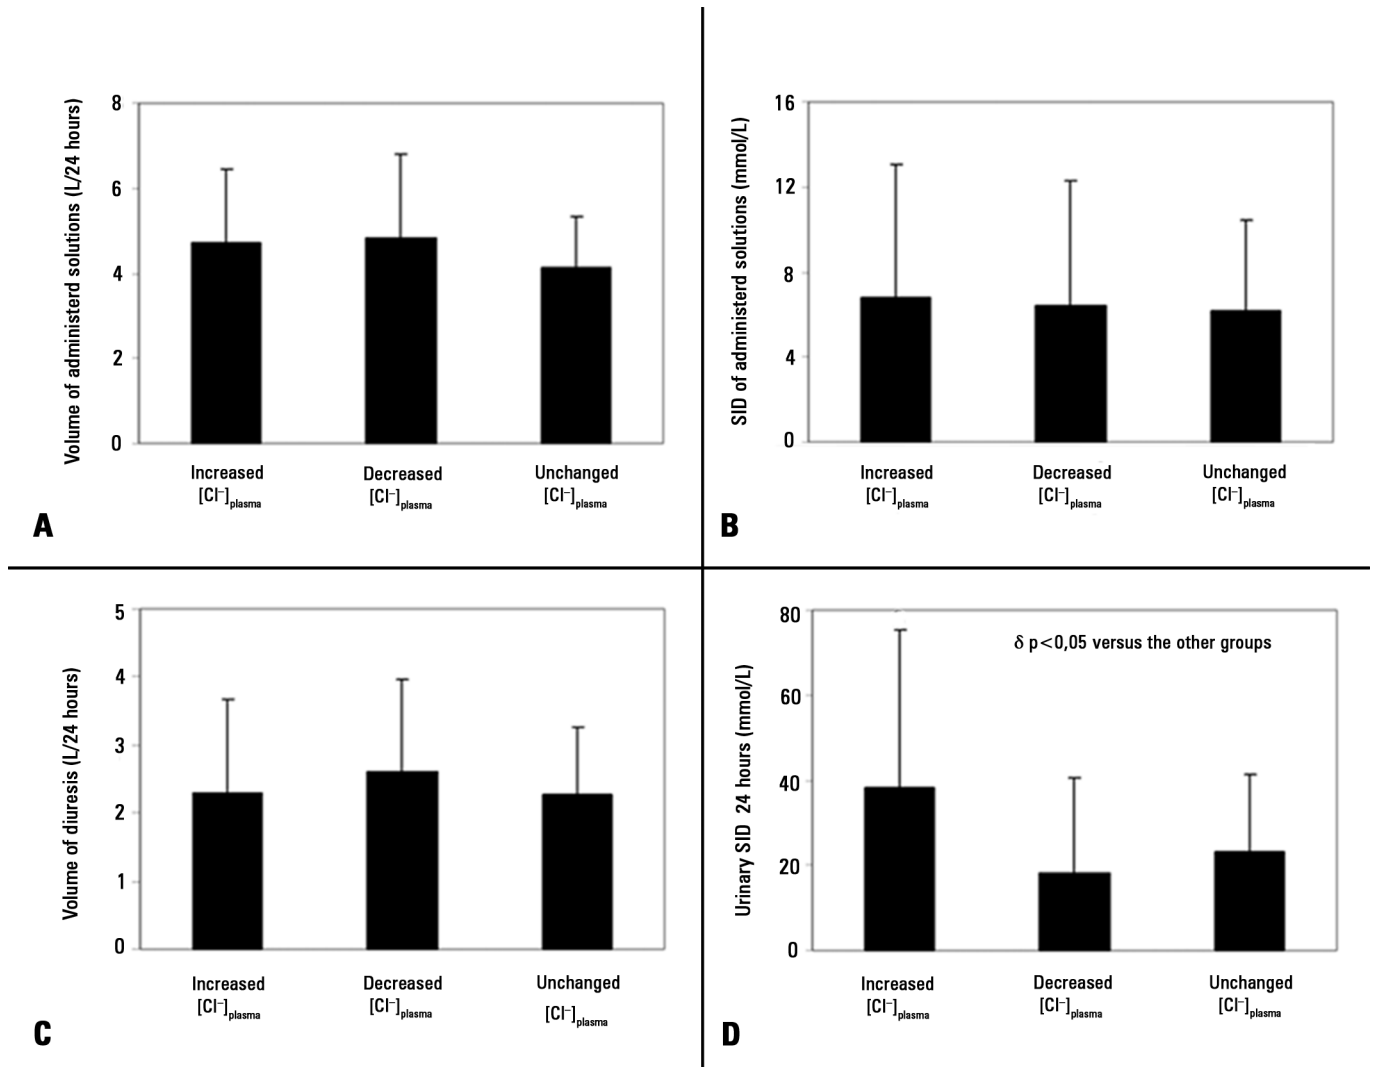 Volume of administerd solutions (L/24 hours)
8
6
4
2
0
Increased
[Cl⁻]plasma
Decreased
[Cl⁻]plasma
Unchanged
[Cl⁻]plasma
A
SID of administerd solutions (mmol/L)
16
12
8
4
0
Increased
[Cl⁻]plasma
Decreased
[Cl⁻]plasma
Unchanged
[Cl⁻]plasma
B
Volume of diuresis (L/24 hours)
5
4
3
2
1
0
Increased
[Cl⁻]plasma
Decreased
[Cl⁻]plasma
Unchanged
[Cl⁻]plasma
C
Urinary SID 24 hours (mmol/L)
80
60
40
20
0
δ p<0,05 versus the other groups
Increased
[Cl⁻]plasma
Decreased
[Cl⁻]plasma
Unchanged
[Cl⁻]plasma
D